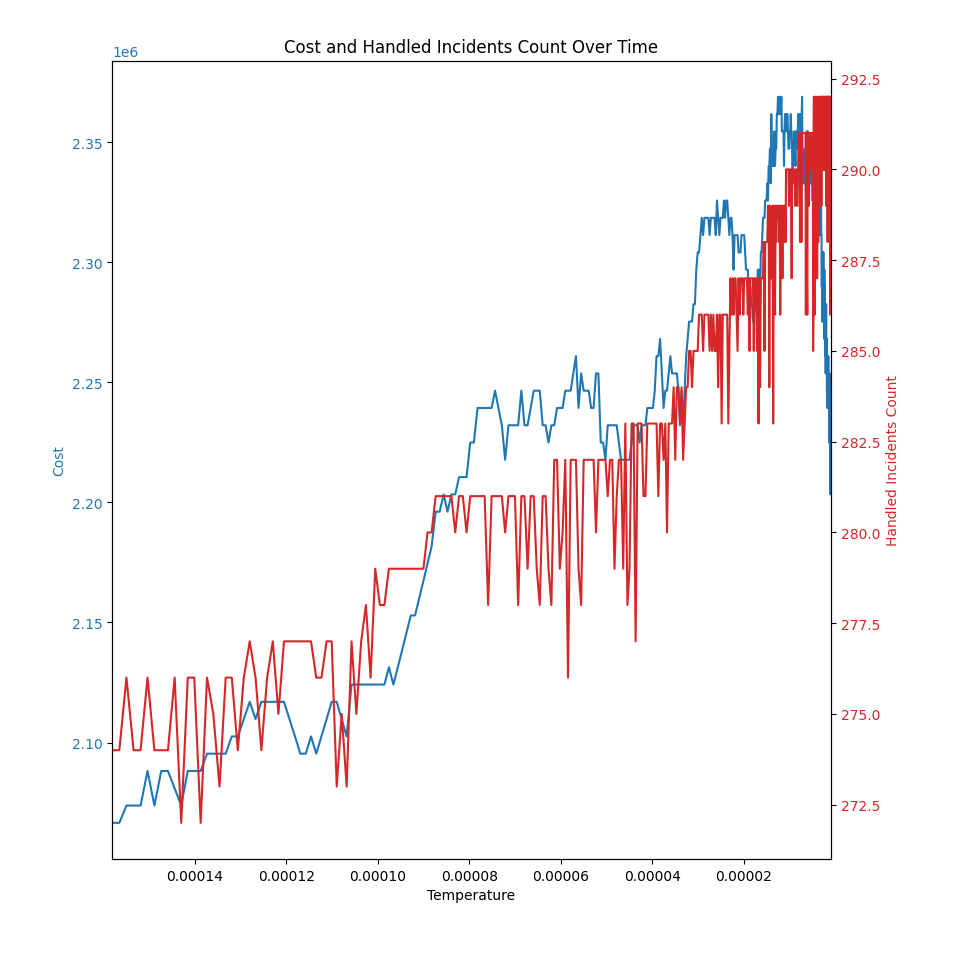 Cost and Handled Incidents Count Over Time
1e6
2.35
2.30
2.25
2.20
2.15
2.10
Cost
292.5
290.0
287.5
285.0
282.5
280.0
277.5
275.0
272.5
Handled Incidents Count
0.00014 0.00012 0.00010 0.00008 0.00006 0.00004 0.00002
Temperature